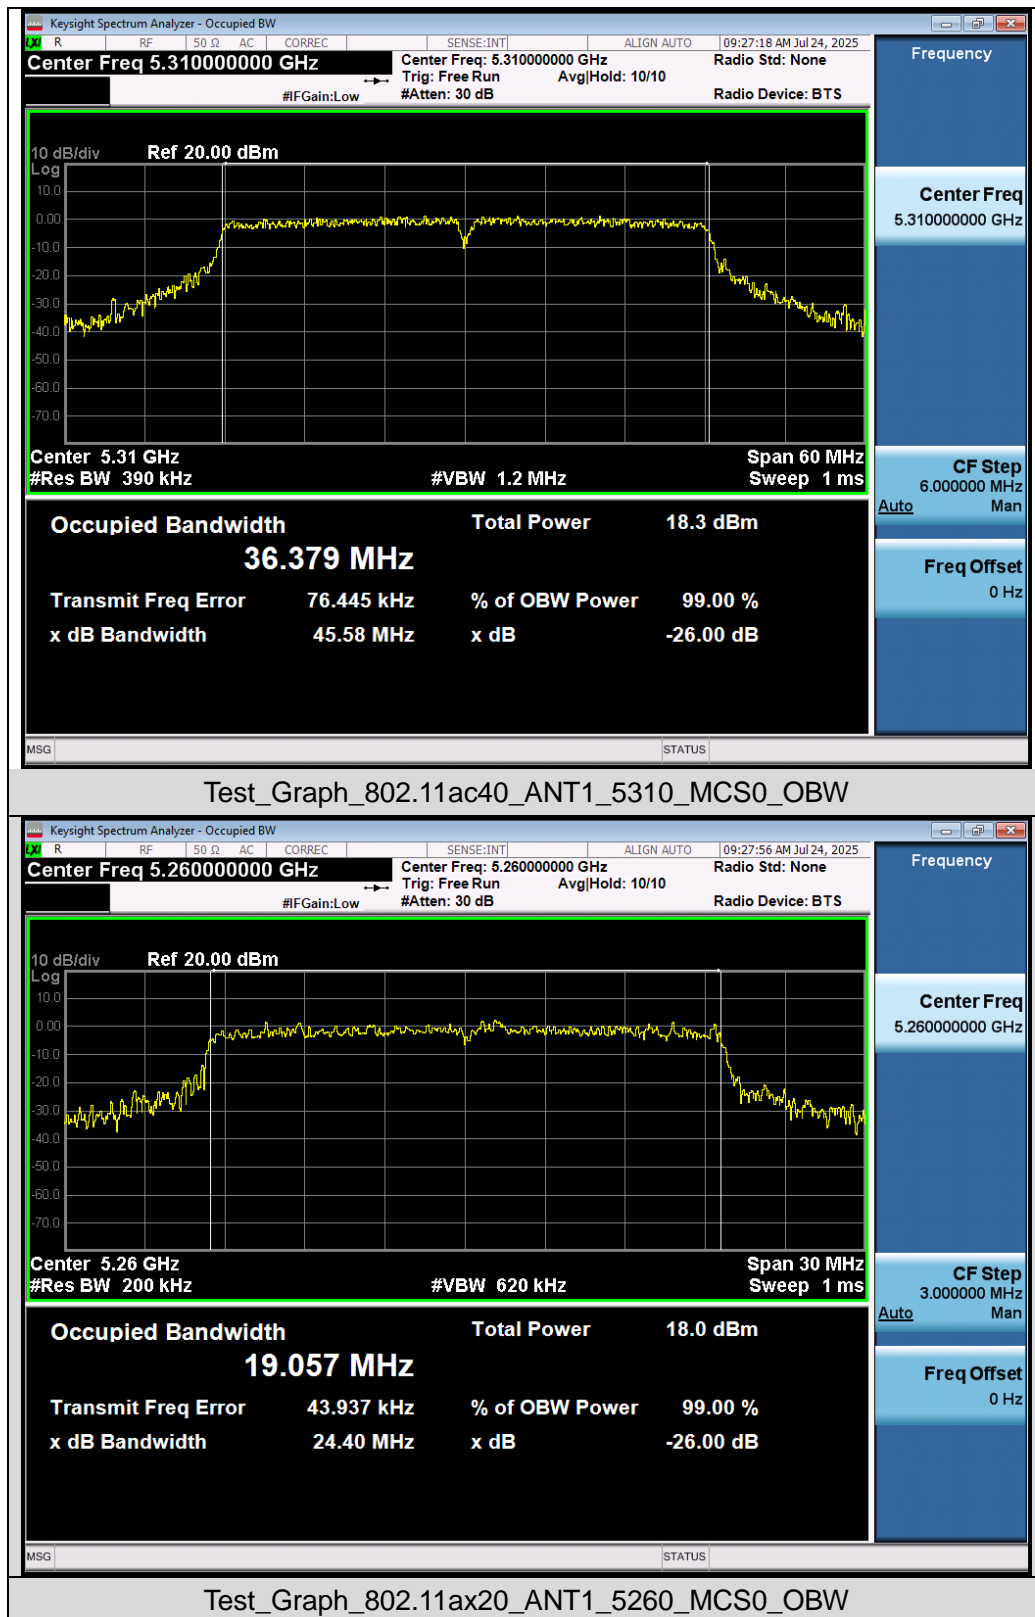 Keysight Spectrum Analyzer - Occupied BW
LXI R RF 50 Ω AC CORREC SENSE:INT ALIGN AUTO 09:27:18 AM Jul 24, 2025
Center Freq 5.310000000 GHz Center Freq: 5.310000000 GHz Radio Std: None Frequency
Trig: Free Run Avg|Hold: 10/10
#IFGain:Low #Atten: 30 dB Radio Device: BTS
10 dB/div Ref 20.00 dBm
Log
10.0
0.00
-10.0
-20.0
-30.0
-40.0
-50.0
-60.0
-70.0
Center Freq
5.310000000 GHz
Center 5.31 GHz Span 60 MHz
#Res BW 390 kHz #VBW 1.2 MHz Sweep 1 ms
CF Step
6.000000 MHz
Auto Man
Occupied Bandwidth Total Power 18.3 dBm
36.379 MHz
Freq Offset
0 Hz
Transmit Freq Error 76.445 kHz % of OBW Power 99.00 %
x dB Bandwidth 45.58 MHz x dB -26.00 dB
MSG STATUS
Test_Graph_802.11ac40_ANT1_5310_MCS0_OBW
Keysight Spectrum Analyzer - Occupied BW
LXI R RF 50 Ω AC CORREC SENSE:INT ALIGN AUTO 09:27:56 AM Jul 24, 2025
Center Freq 5.260000000 GHz Center Freq: 5.260000000 GHz Radio Std: None Frequency
Trig: Free Run Avg|Hold: 10/10
#IFGain:Low #Atten: 30 dB Radio Device: BTS
10 dB/div Ref 20.00 dBm
Log
10.0
0.00
-10.0
-20.0
-30.0
-40.0
-50.0
-60.0
-70.0
Center Freq
5.260000000 GHz
Center 5.26 GHz Span 30 MHz
#Res BW 200 kHz #VBW 620 kHz Sweep 1 ms
CF Step
3.000000 MHz
Auto Man
Occupied Bandwidth Total Power 18.0 dBm
19.057 MHz
Freq Offset
0 Hz
Transmit Freq Error 43.937 kHz % of OBW Power 99.00 %
x dB Bandwidth 24.40 MHz x dB -26.00 dB
MSG STATUS
Test_Graph_802.11ax20_ANT1_5260_MCS0_OBW